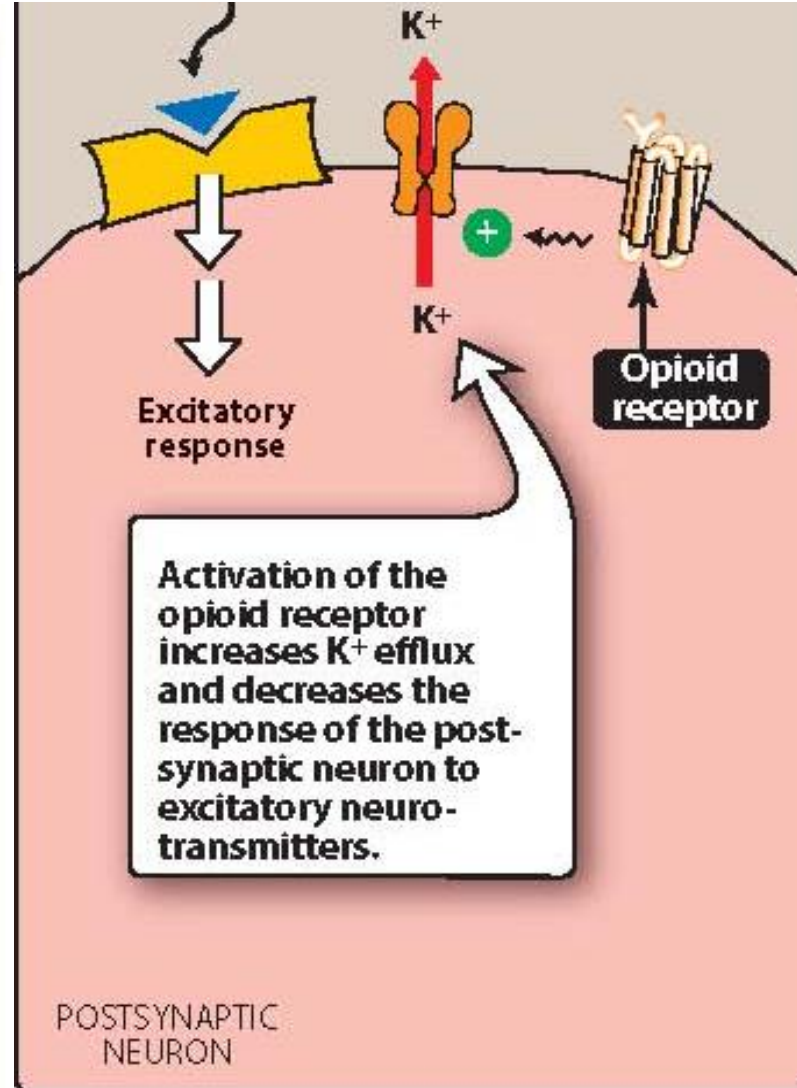 K+
K+
Opioid
receptor
Excitatory
response
Activation of the
opioid receptor
increases K+ efflux
and decreases the
response of the post-
synaptic neuron to
excitatory neuro-
transmitters.
POSTSYNAPTIC
NEURON